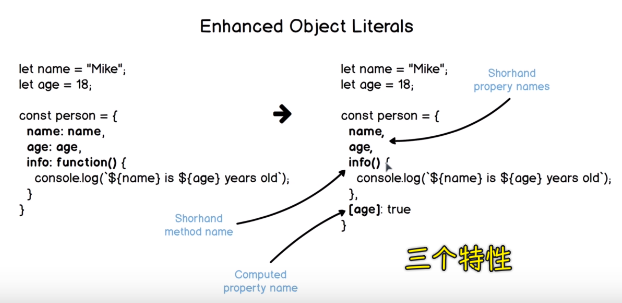 Enhanced Object Literals
let name = "Mike";
let age = 18;
const person = {
name: name,
age: age,
info: function() {
console.log(`${name} is ${age} years old`);
}
}
Shorhand
method name
let name = "Mike";
let age = 18;
const person = {
name,
age,
info() {
console.log(`${name} is ${age} years old`);
},
[age]: true
}
Shorhand
propery names
Computed
property name
三个特性